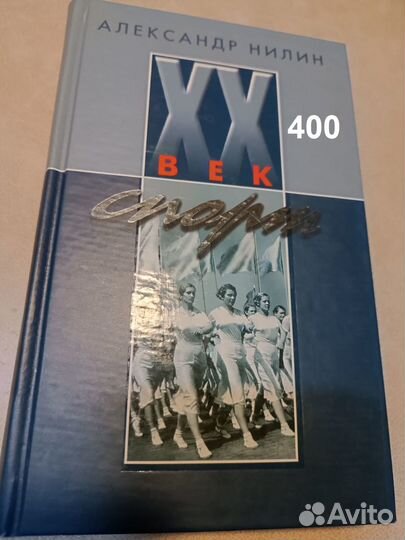 АЛЕКСАНДР НИЛИН
XX
ВЕК
спорт
400
Avito